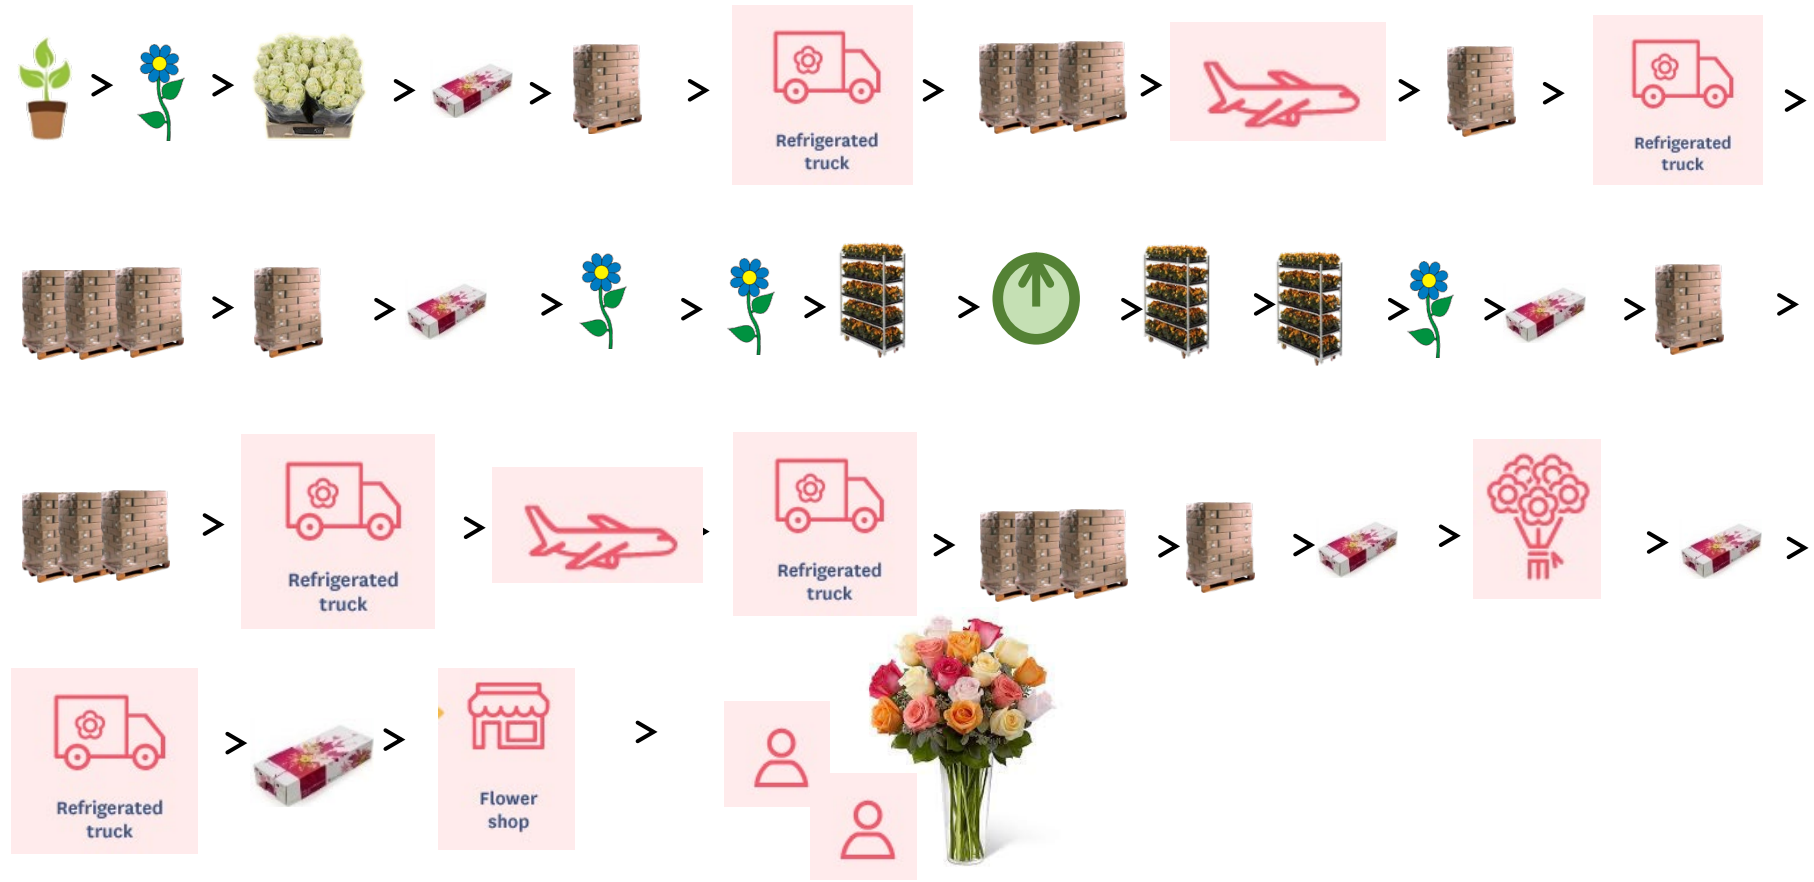 Refrigerated
truck
Refrigerated
truck
Refrigerated
truck
Refrigerated
truck
Refrigerated
truck
Flower
shop